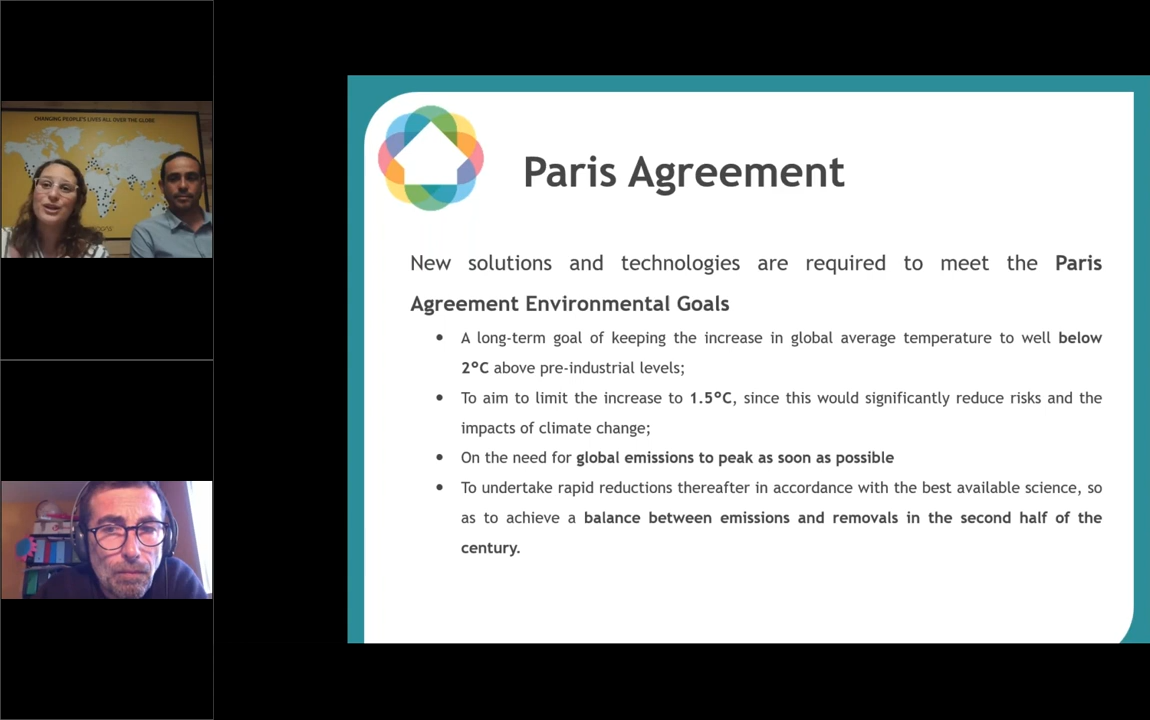 CHANGING PEOPLE'S LIVES ALL OVER THE GLOBE
Paris Agreement
New solutions and technologies are required to meet the Paris
Agreement Environmental Goals
• A long-term goal of keeping the increase in global average temperature to well below
2°C above pre-industrial levels;
• To aim to limit the increase to 1.5°C, since this would significantly reduce risks and the
impacts of climate change;
• On the need for global emissions to peak as soon as possible
• To undertake rapid reductions thereafter in accordance with the best available science, so
as to achieve a balance between emissions and removals in the second half of the
century.